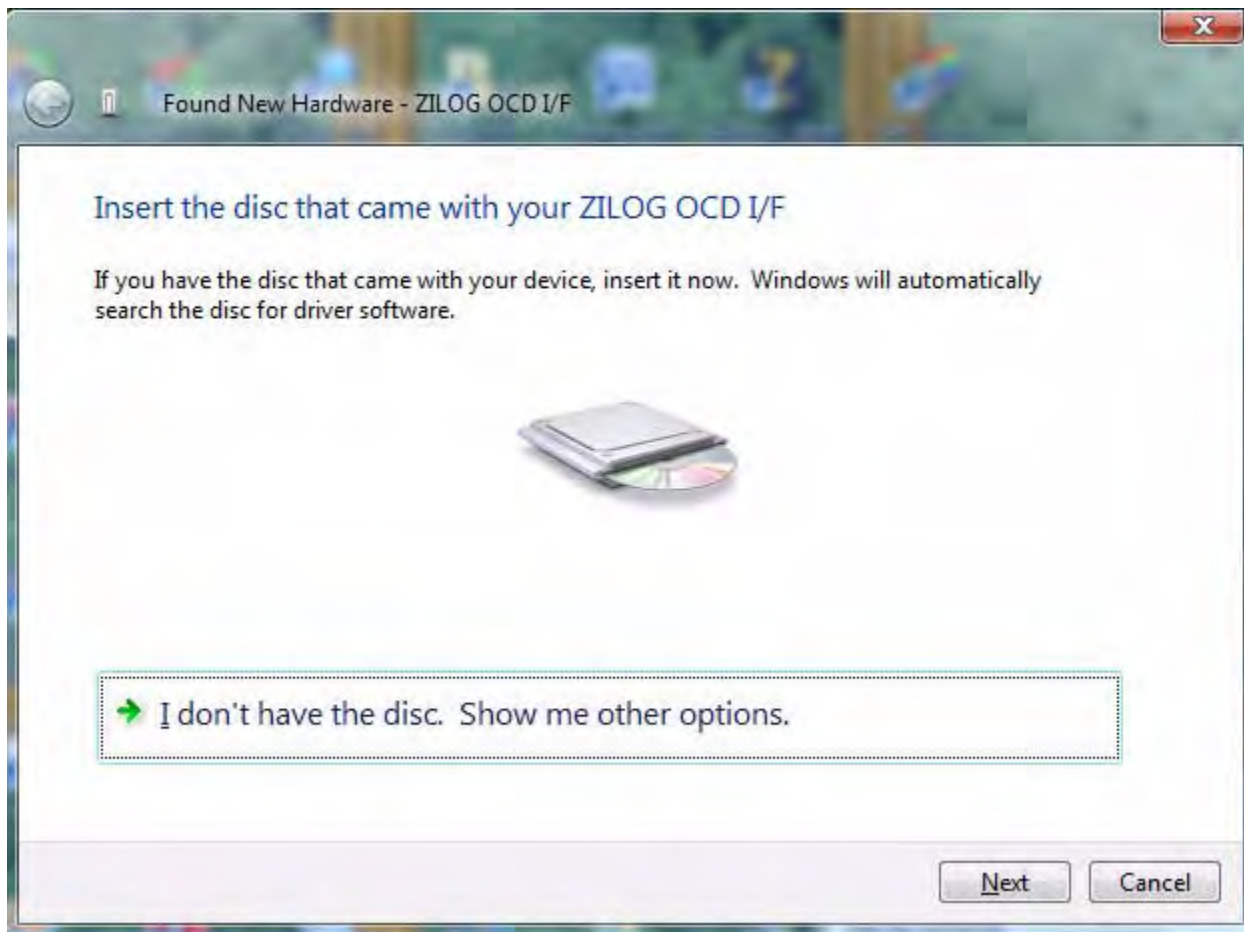 Found New Hardware - ZILOG OCD I/F
Insert the disc that came with your ZILOG OCD I/F
If you have the disc that came with your device, insert it now.  Windows will automatically
search the disc for driver software.
I don't have the disc.  Show me other options.
Next
Cancel